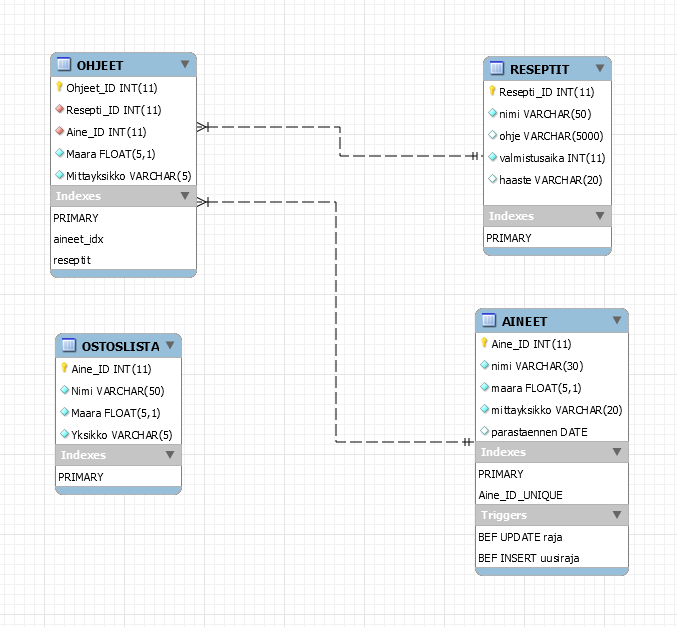 OHJEET
Ohjeet_ID INT(11)
Resepti_ID INT(11)
Aine_ID INT(11)
Maara FLOAT(5,1)
Mittayksikko VARCHAR(5)
Indexes
PRIMARY
aineet_idx
reseptit
RESEPTIT
Resepti_ID INT(11)
nimi VARCHAR(50)
ohje VARCHAR(5000)
valmistusaika INT(11)
haaste VARCHAR(20)
Indexes
PRIMARY
OSTOSLISTA
Aine_ID INT(11)
Nimi VARCHAR(50)
Maara FLOAT(5,1)
Yksikko VARCHAR(5)
Indexes
PRIMARY
AINEET
Aine_ID INT(11)
nimi VARCHAR(30)
maara FLOAT(5,1)
mittayksikko VARCHAR(20)
parastaennen DATE
Indexes
PRIMARY
Aine_ID_UNIQUE
Triggers
BEF UPDATE raja
BEF INSERT uusiraja